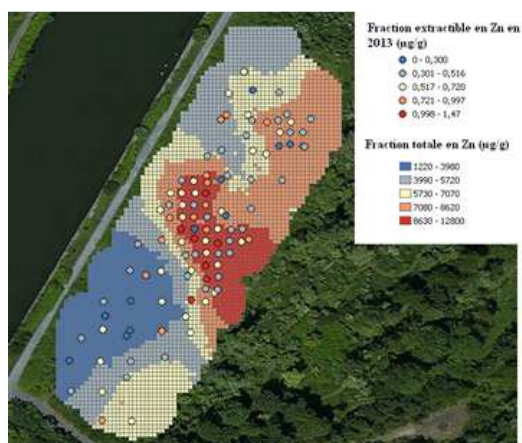 Fraction extractible en Zn en
2013 (µg/g)
0 - 0,300
0,301 - 0,516
0,517 - 0,720
0,721 - 0,997
0,998 - 1,47
Fraction totale en Zn (µg/g)
1220 - 3980
3990 - 5720
5730 - 7070
7080 - 8620
8630 - 12800